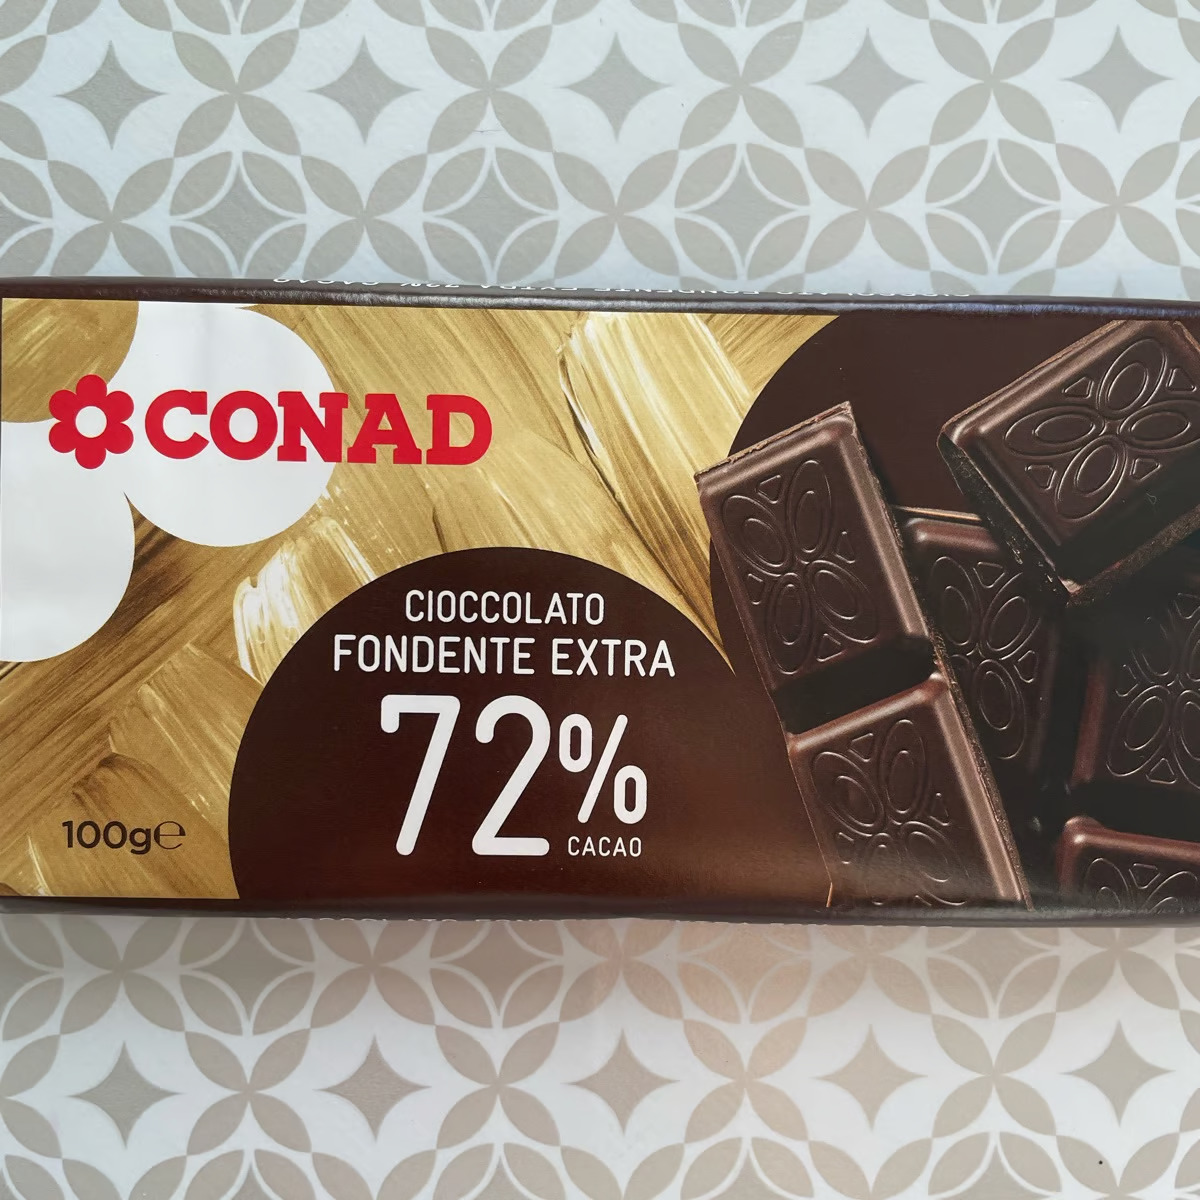 CONAD
CIOCCOLATO
FONDENTE EXTRA
72%
CACAO
100g℮